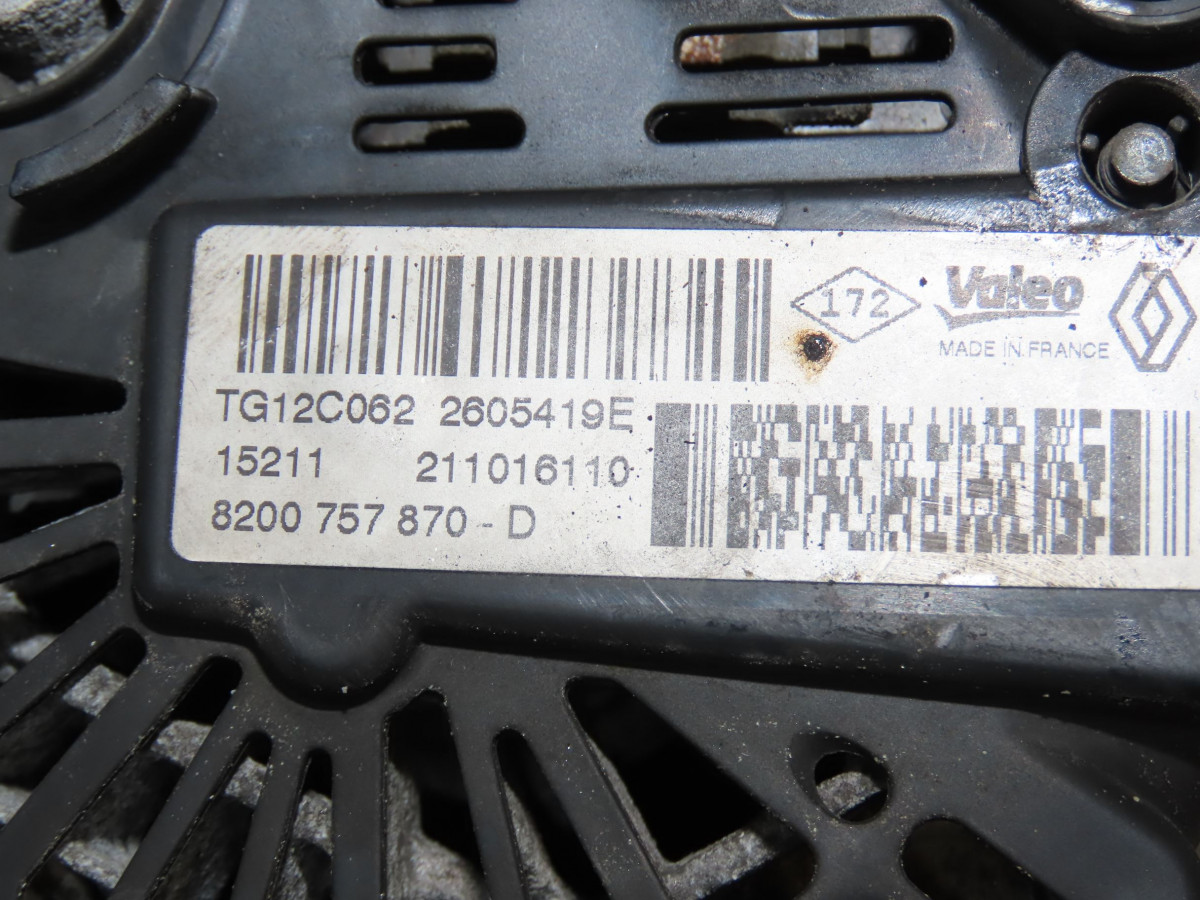 172 Valeo
MADE IN FRANCE
TG12C062 2605419E
15211 211016110
8200 757 870 - D